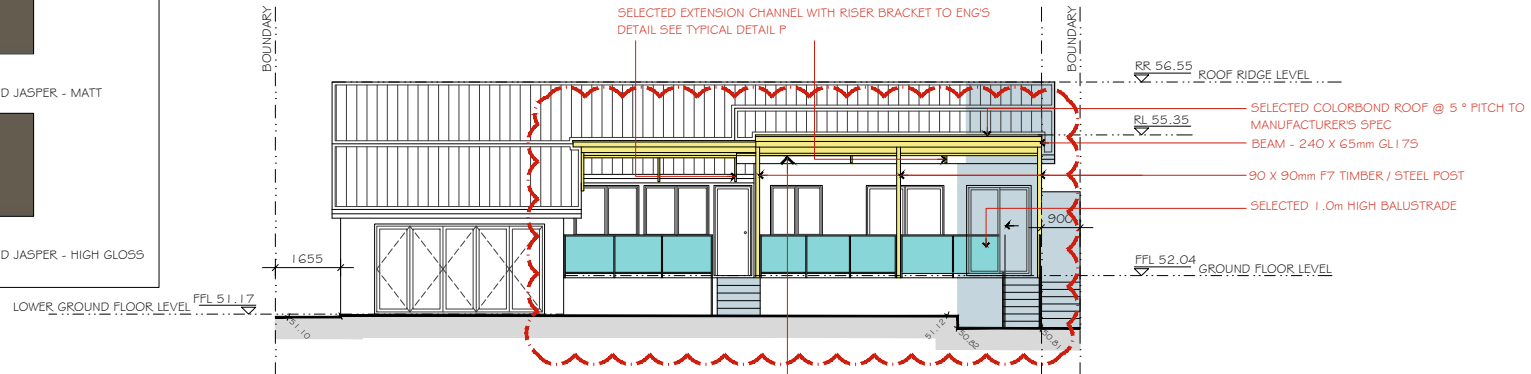 SELECTED EXTENSION CHANNEL WITH RISER BRACKET TO ENG'S
DETAIL SEE TYPICAL DETAIL P
BOUNDARY
BOUNDARY
RR 56.55
ROOF RIDGE LEVEL
D JASPER - MATT
SELECTED COLORBOND ROOF @ 5 ° PITCH TO
MANUFACTURER'S SPEC
RL 55.35
BEAM - 240 X 65mm GL17S
90 X 90mm F7 TIMBER / STEEL POST
SELECTED 1.0m HIGH BALUSTRADE
900
D JASPER - HIGH GLOSS
1655
FFL 52.04
GROUND FLOOR LEVEL
LOWER GROUND FLOOR LEVEL
FFL 51.17
51.10
51.12
50.82
50.81